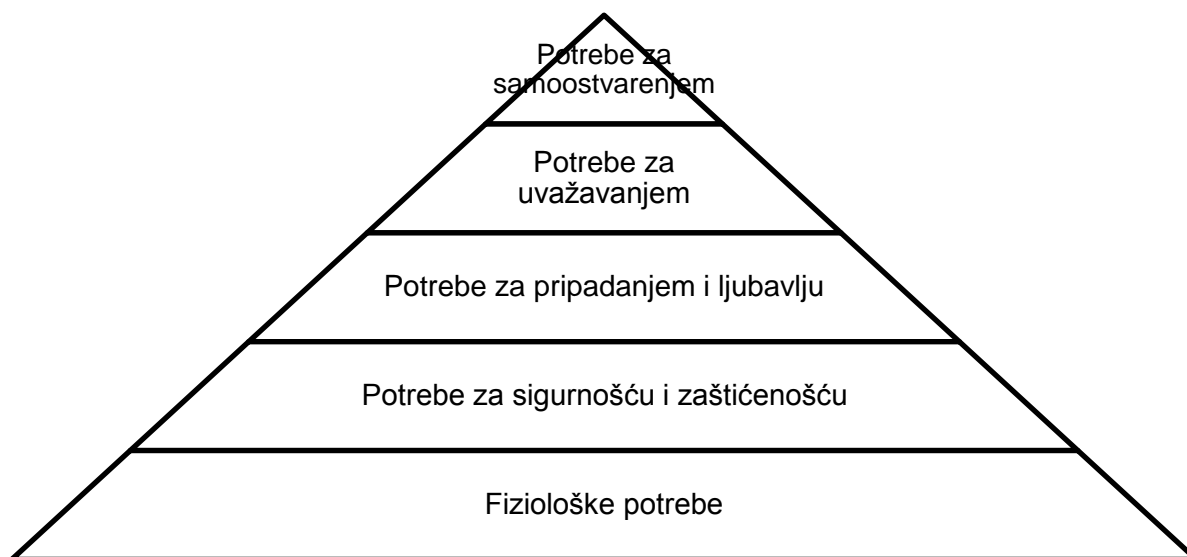 Potrebe za
samoostvarenjem
Potrebe za
uvažavanjem
Potrebe za pripadanjem i ljubavlju
Potrebe za sigurnošću i zaštićenošću
Fiziološke potrebe